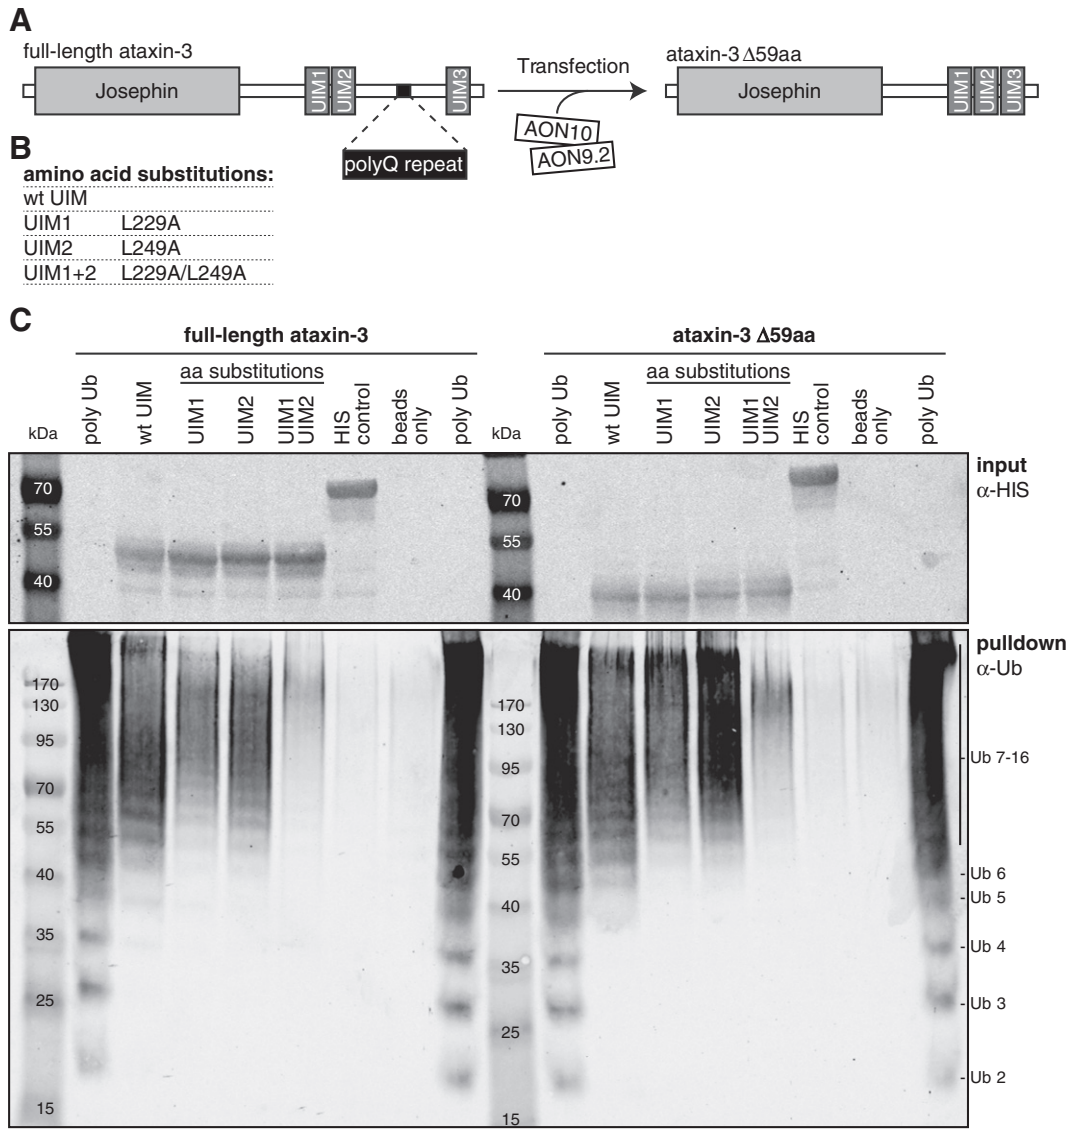 A
full-length ataxin-3
Josephin
UIM1
UIM2
UIM3
polyQ repeat
Transfection
AON10
AON9.2
ataxin-3 Δ59aa
Josephin
UIM1
UIM2
UIM3
B
amino acid substitutions:
wt UIM
UIM1 L229A
UIM2 L249A
UIM1+2 L229A/L249A
C
full-length ataxin-3
ataxin-3 Δ59aa
aa substitutions
aa substitutions
kDa
poly Ub
wt UIM
UIM1
UIM2
UIM1
UIM2
HIS
control
beads
only
poly Ub
kDa
poly Ub
wt UIM
UIM1
UIM2
UIM1
UIM2
HIS
control
beads
only
poly Ub
input
α-HIS
70
55
40
70
55
40
pulldown
α-Ub
170
130
95
70
55
40
35
25
15
170
130
95
70
55
40
35
25
15
Ub 7-16
Ub 6
Ub 5
Ub 4
Ub 3
Ub 2